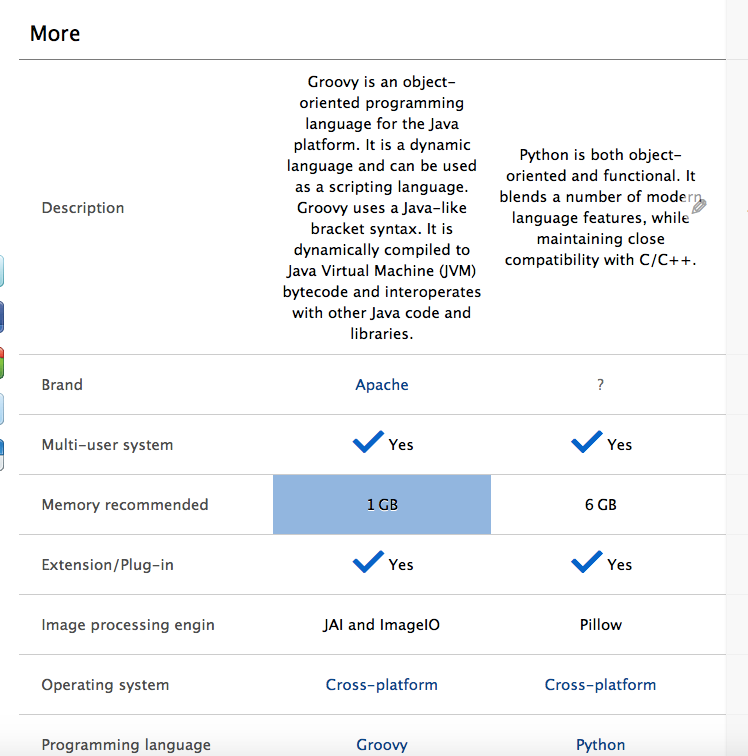 More
Description
Groovy is an object-
oriented programming
language for the Java
platform. It is a dynamic
language and can be used
as a scripting language.
Groovy uses a Java-like
bracket syntax. It is
dynamically compiled to
Java Virtual Machine (JVM)
bytecode and interoperates
with other Java code and
libraries.
Python is both object-
oriented and functional. It
blends a number of modern
language features, while
maintaining close
compatibility with C/C++.
Brand Apache ?
Multi-user system Yes Yes
Memory recommended 1 GB 6 GB
Extension/Plug-in Yes Yes
Image processing engin JAI and ImageIO Pillow
Operating system Cross-platform Cross-platform
Programming language Groovy Python